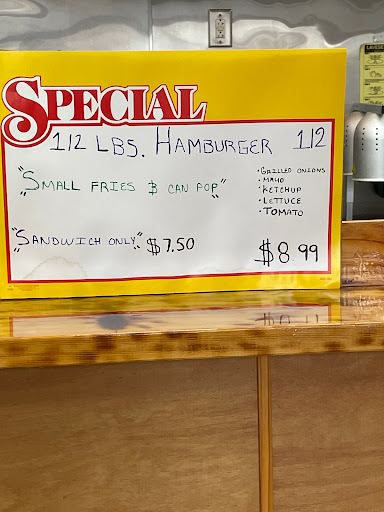 SPECIAL
1/2 LBS. HAMBURGER 1/2
"SMALL FRIES & CAN POP"
• GRILLED ONIONS
• MAYO
• KETCHUP
• LETTUCE
• TOMATO
"SANDWICH ONLY" $7.50
$8.99